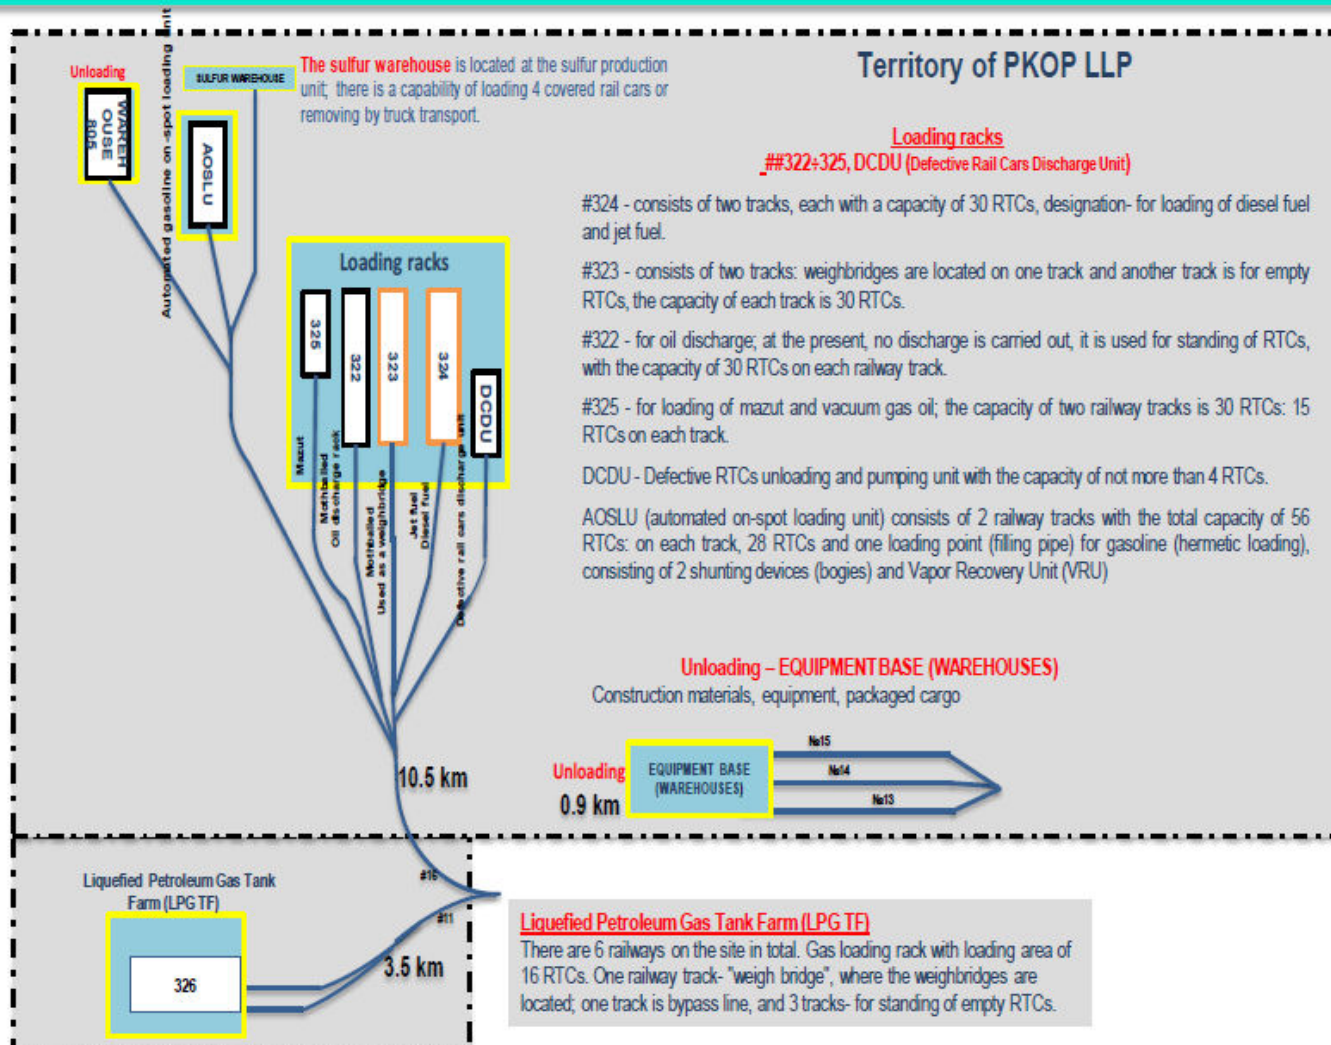 Territory of PKOP LLP
Unloading
WAREH
OUSE
805
Automated gasoline on-spot loading unit
AOSLU
SULFUR WAREHOUSE
The sulfur warehouse is located at the sulfur production
unit; there is a capability of loading 4 covered rail cars or
removing by truck transport.
Loading racks
325
322
323
324
DCDU
Mazut
Mothballed
Oil discharge rack
Mothballed
Used as a weighbridge
Jet fuel
Diesel fuel
Defective rail cars discharge unit
Loading racks
##322÷325, DCDU (Defective Rail Cars Discharge Unit)
#324 - consists of two tracks, each with a capacity of 30 RTCs, designation- for loading of diesel fuel
and jet fuel.
#323 - consists of two tracks: weighbridges are located on one track and another track is for empty
RTCs, the capacity of each track is 30 RTCs.
#322 - for oil discharge; at the present, no discharge is carried out, it is used for standing of RTCs,
with the capacity of 30 RTCs on each railway track.
#325 - for loading of mazut and vacuum gas oil; the capacity of two railway tracks is 30 RTCs: 15
RTCs on each track.
DCDU - Defective RTCs unloading and pumping unit with the capacity of not more than 4 RTCs.
AOSLU (automated on-spot loading unit) consists of 2 railway tracks with the total capacity of 56
RTCs: on each track, 28 RTCs and one loading point (filling pipe) for gasoline (hermetic loading),
consisting of 2 shunting devices (bogies) and Vapor Recovery Unit (VRU)
Unloading – EQUIPMENT BASE (WAREHOUSES)
Construction materials, equipment, packaged cargo
Unloading
0.9 km
EQUIPMENT BASE
(WAREHOUSES)
№15
№14
№13
10.5 km
#16
#11
3.5 km
Liquefied Petroleum Gas Tank
Farm (LPG TF)
326
Liquefied Petroleum Gas Tank Farm (LPG TF)
There are 6 railways on the site in total. Gas loading rack with loading area of
16 RTCs. One railway track- "weigh bridge", where the weighbridges are
located; one track is bypass line, and 3 tracks- for standing of empty RTCs.